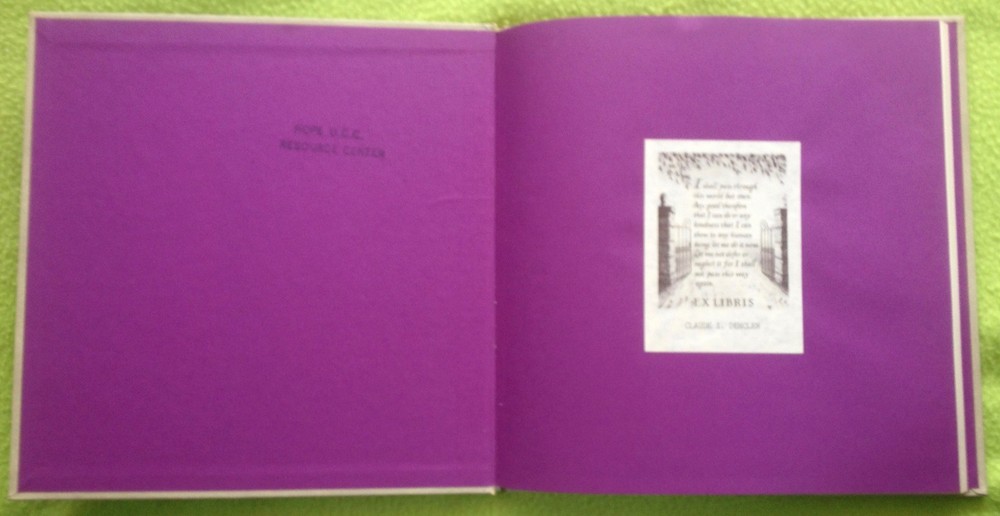 HOPE U.C.C.
RESOURCE CENTER
I shall pass through
this world but once
Any good therefore
that I can do or any
kindness that I can
show to any human
being let me do it now.
Let me not defer or
neglect it for I shall
not pass this way
again.
EX LIBRIS
CLAUDE E.